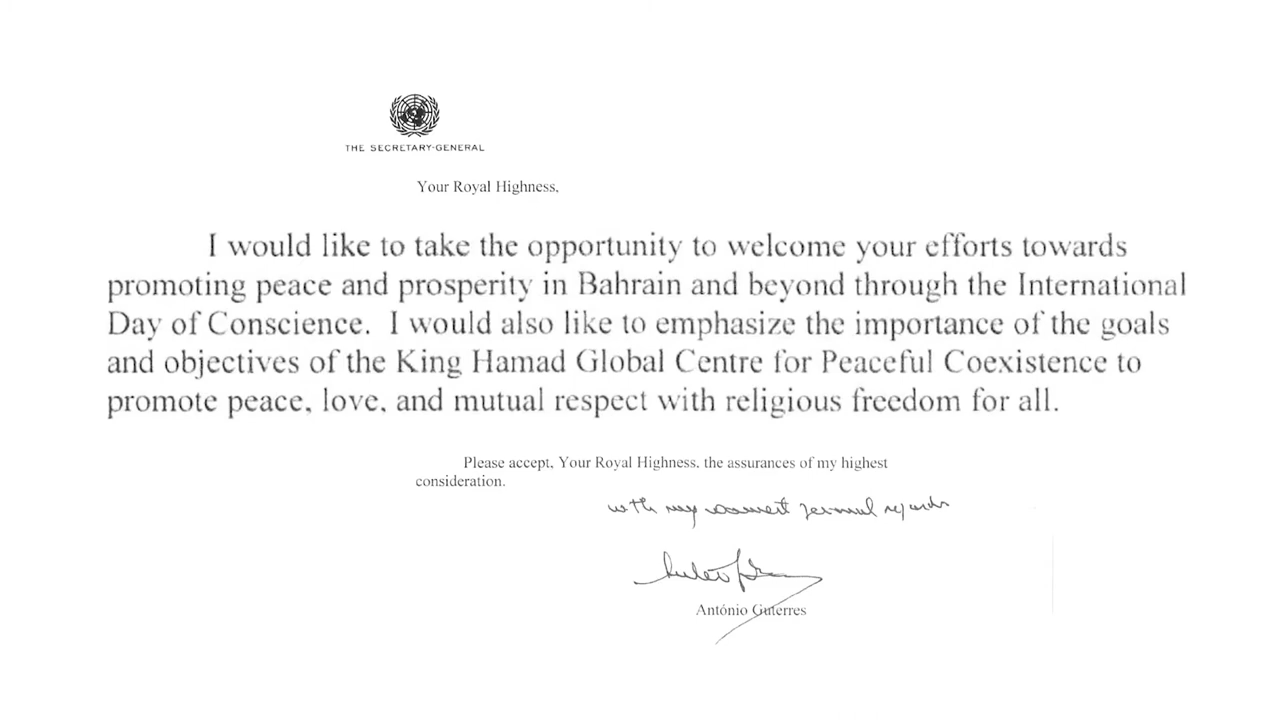 THE SECRETARY-GENERAL
Your Royal Highness,
I would like to take the opportunity to welcome your efforts towards
promoting peace and prosperity in Bahrain and beyond through the International
Day of Conscience. I would also like to emphasize the importance of the goals
and objectives of the King Hamad Global Centre for Peaceful Coexistence to
promote peace, love, and mutual respect with religious freedom for all.
Please accept, Your Royal Highness, the assurances of my highest
consideration.
with my warmest personal regards
António Guterres